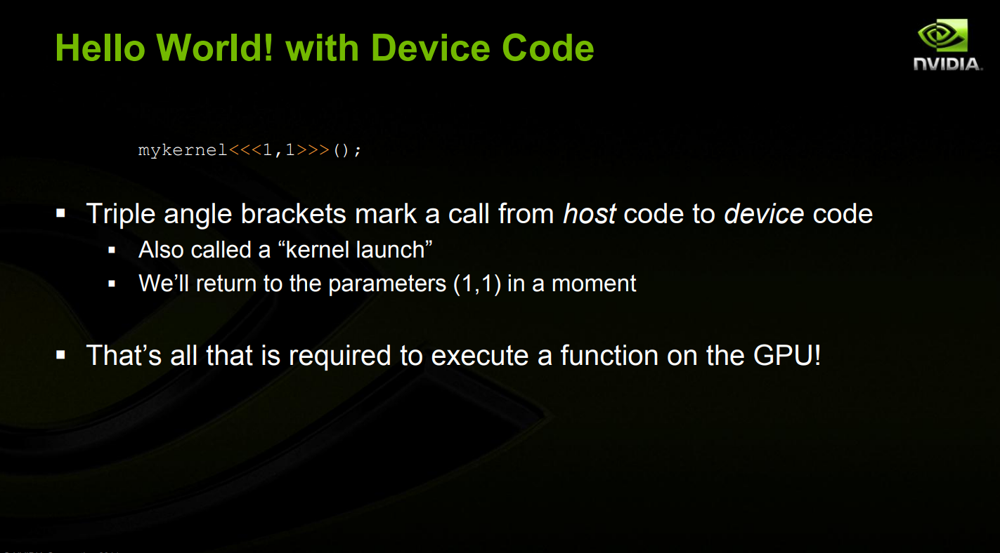 Hello World! with Device Code
NVIDIA.
mykernel<<<1,1>>>();
▪ Triple angle brackets mark a call from host code to device code
▪ Also called a “kernel launch”
▪ We’ll return to the parameters (1,1) in a moment
▪ That’s all that is required to execute a function on the GPU!